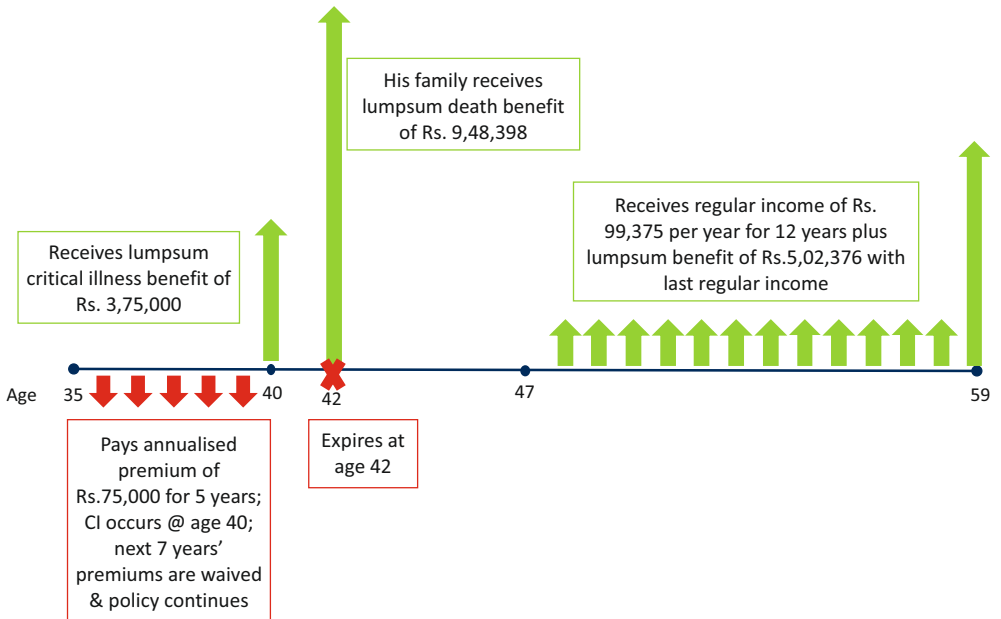 His family receives
lumpsum death benefit
of Rs. 9,48,398
Receives regular income of Rs.
99,375 per year for 12 years plus
lumpsum benefit of Rs.5,02,376 with
last regular income
Receives lumpsum
critical illness benefit of
Rs. 3,75,000
Age
35
40
42
47
59
Pays annualised
premium of
Rs.75,000 for 5 years;
CI occurs @ age 40;
next 7 years’
premiums are waived
& policy continues
Expires at
age 42